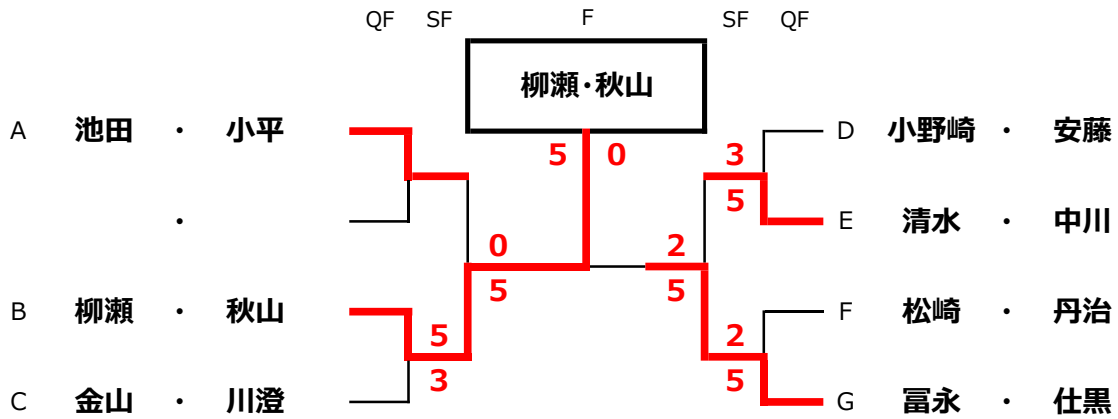 QF SF F SF QF
柳瀬・秋山
A 池田 ・ 小平
D 小野崎 ・ 安藤
5 0
3
5
・
E 清水 ・ 中川
0
5
2
5
B 柳瀬 ・ 秋山
F 松崎 ・ 丹治
5
3
2
5
C 金山 ・ 川澄
G 冨永 ・ 仕黒